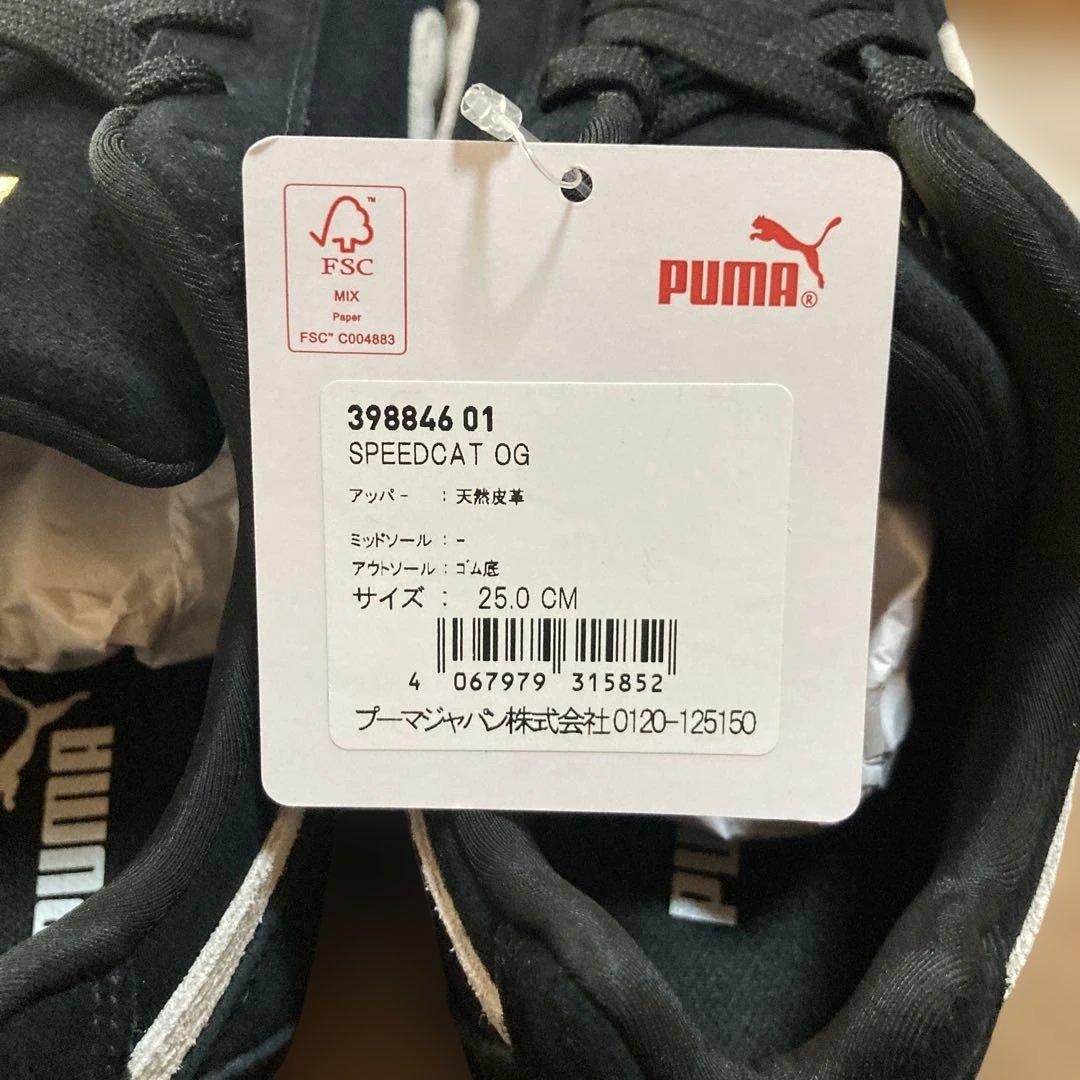 FSC™
MIX
Paper
FSC™ C004883
PUMA®
398846 01
SPEEDCAT OG
アッパー : 天然皮革
ミッドソール : -
アウトソール : ゴム底
サイズ : 25.0 CM
4 067979 315852
プーマジャパン株式会社 0120-125150
PUMA
PUMA